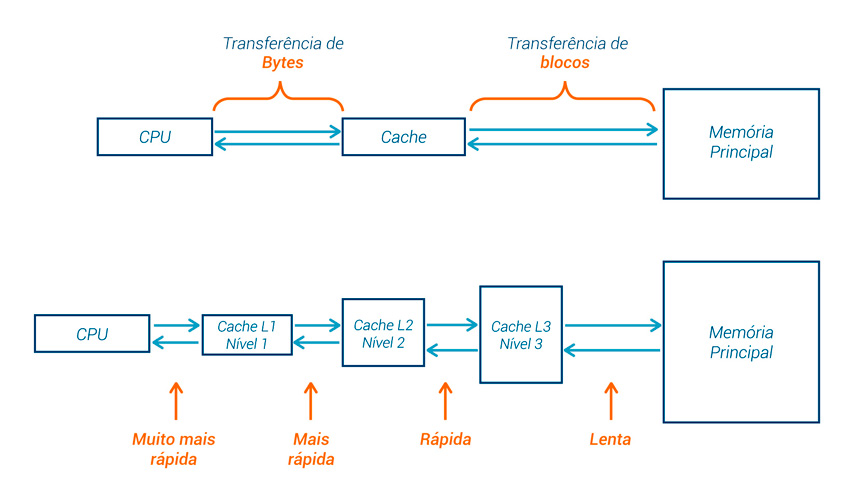 Transferência de
Bytes
Transferência de
blocos
CPU
Cache
Memória
Principal
CPU
Cache L1
Nível 1
Cache L2
Nível 2
Cache L3
Nível 3
Memória
Principal
Muito mais
rápida
Mais
rápida
Rápida
Lenta